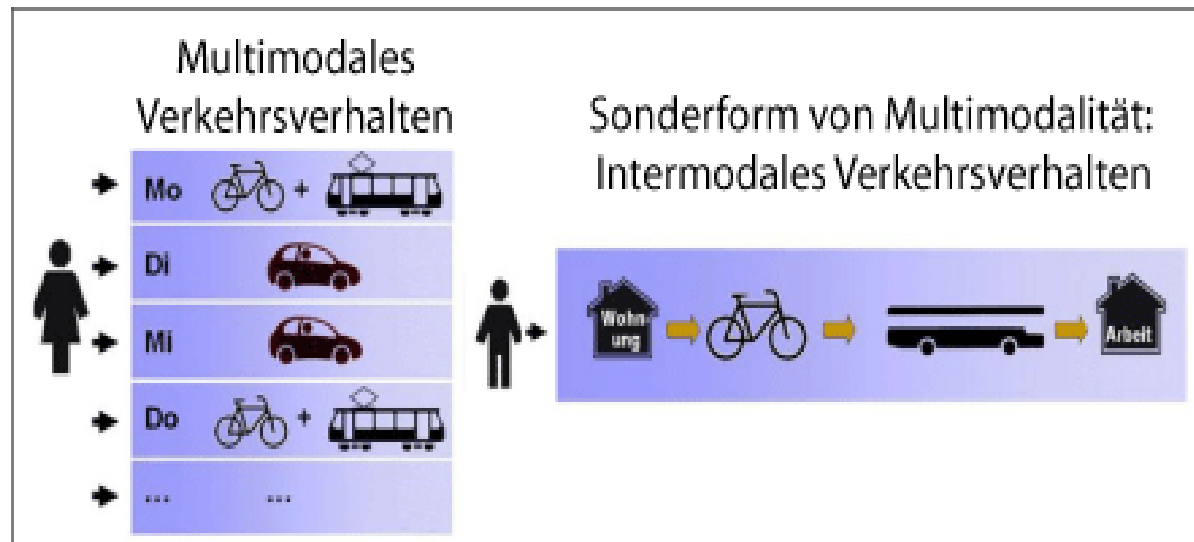 Multimodales
Verkehrsverhalten
Mo +
Di
Mi
Do +
... ...
Sonderform von Multimodalität:
Intermodales Verkehrsverhalten
Wohn-
ung
Arbeit